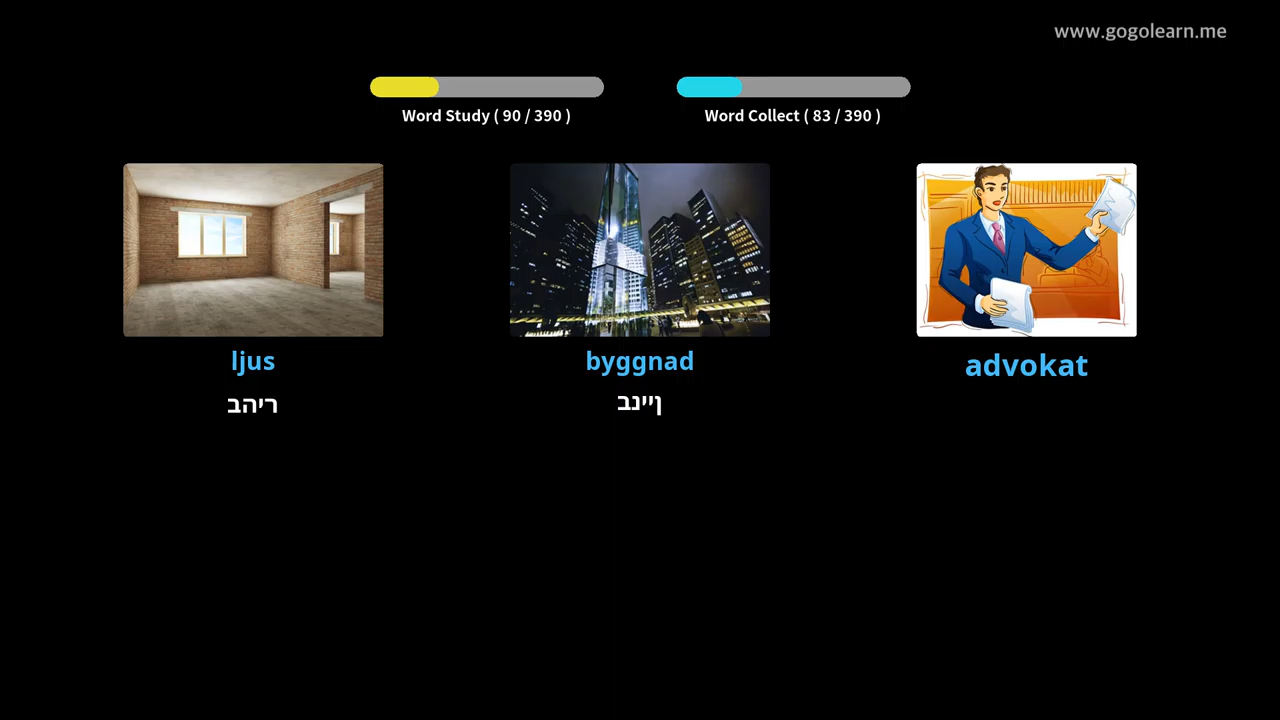 www.gogolearn.me
Word Study ( 90 / 390 )
Word Collect ( 83 / 390 )
ljus
ריהב
byggnad
ןיינב
advokat